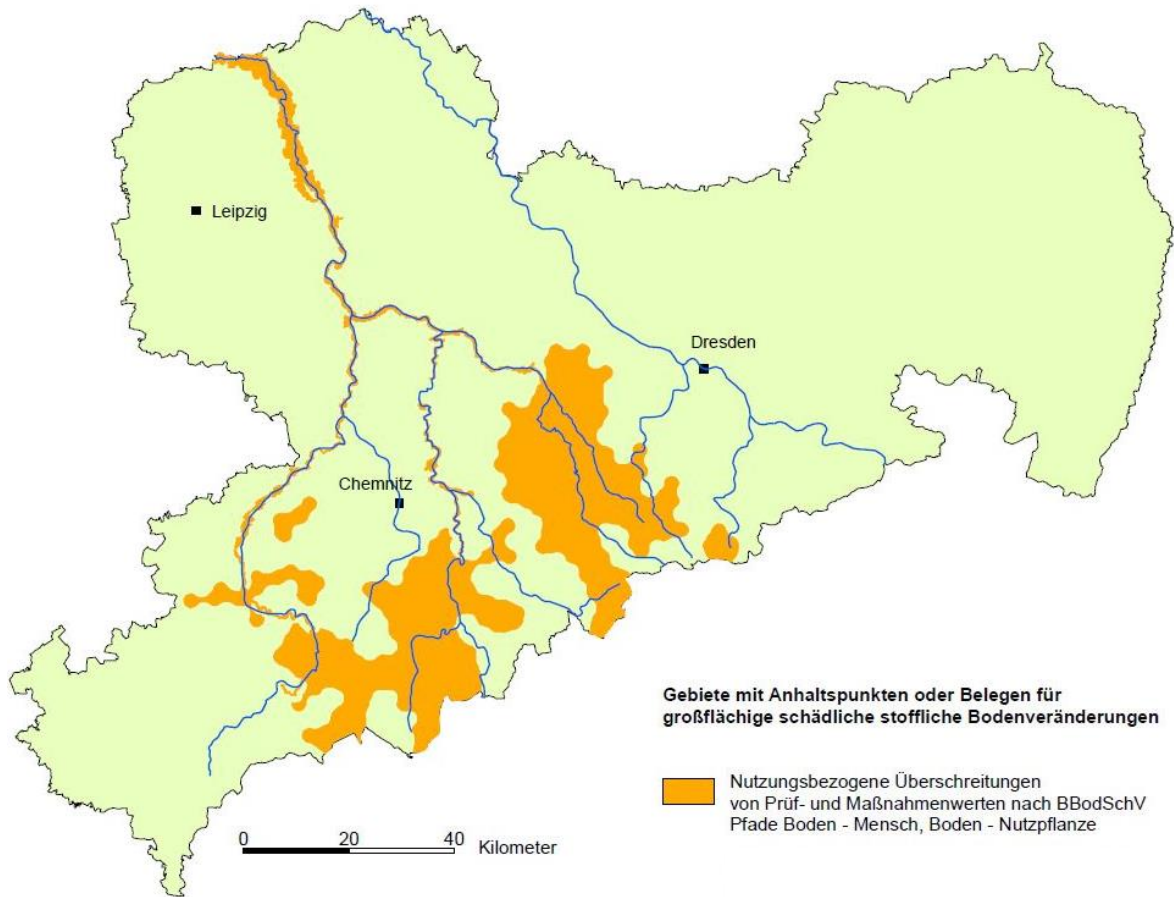 Leipzig
Dresden
Chemnitz
Gebiete mit Anhaltspunkten oder Belegen für
großflächige schädliche stoffliche Bodenveränderungen
Nutzungsbezogene Überschreitungen
von Prüf- und Maßnahmenwerten nach BBodSchV
Pfade Boden - Mensch, Boden - Nutzpflanze
0 20 40 Kilometer